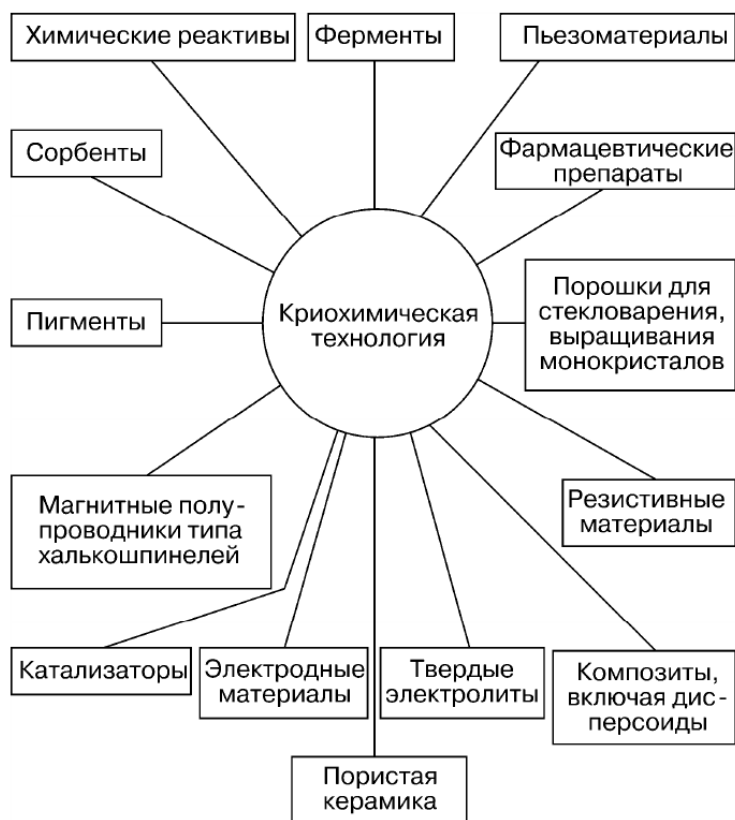 Химические реактивы
Ферменты
Пьезоматериалы
Сорбенты
Фармацевтические
препараты
Пигменты
Криохимическая
технология
Порошки для
стекловарения,
выращивания
монокристалов
Магнитные полу-
проводники типа
халькошпинелей
Резистивные
материалы
Катализаторы
Электродные
материалы
Твердые
электролиты
Композиты,
включая дис-
персоиды
Пористая
керамика